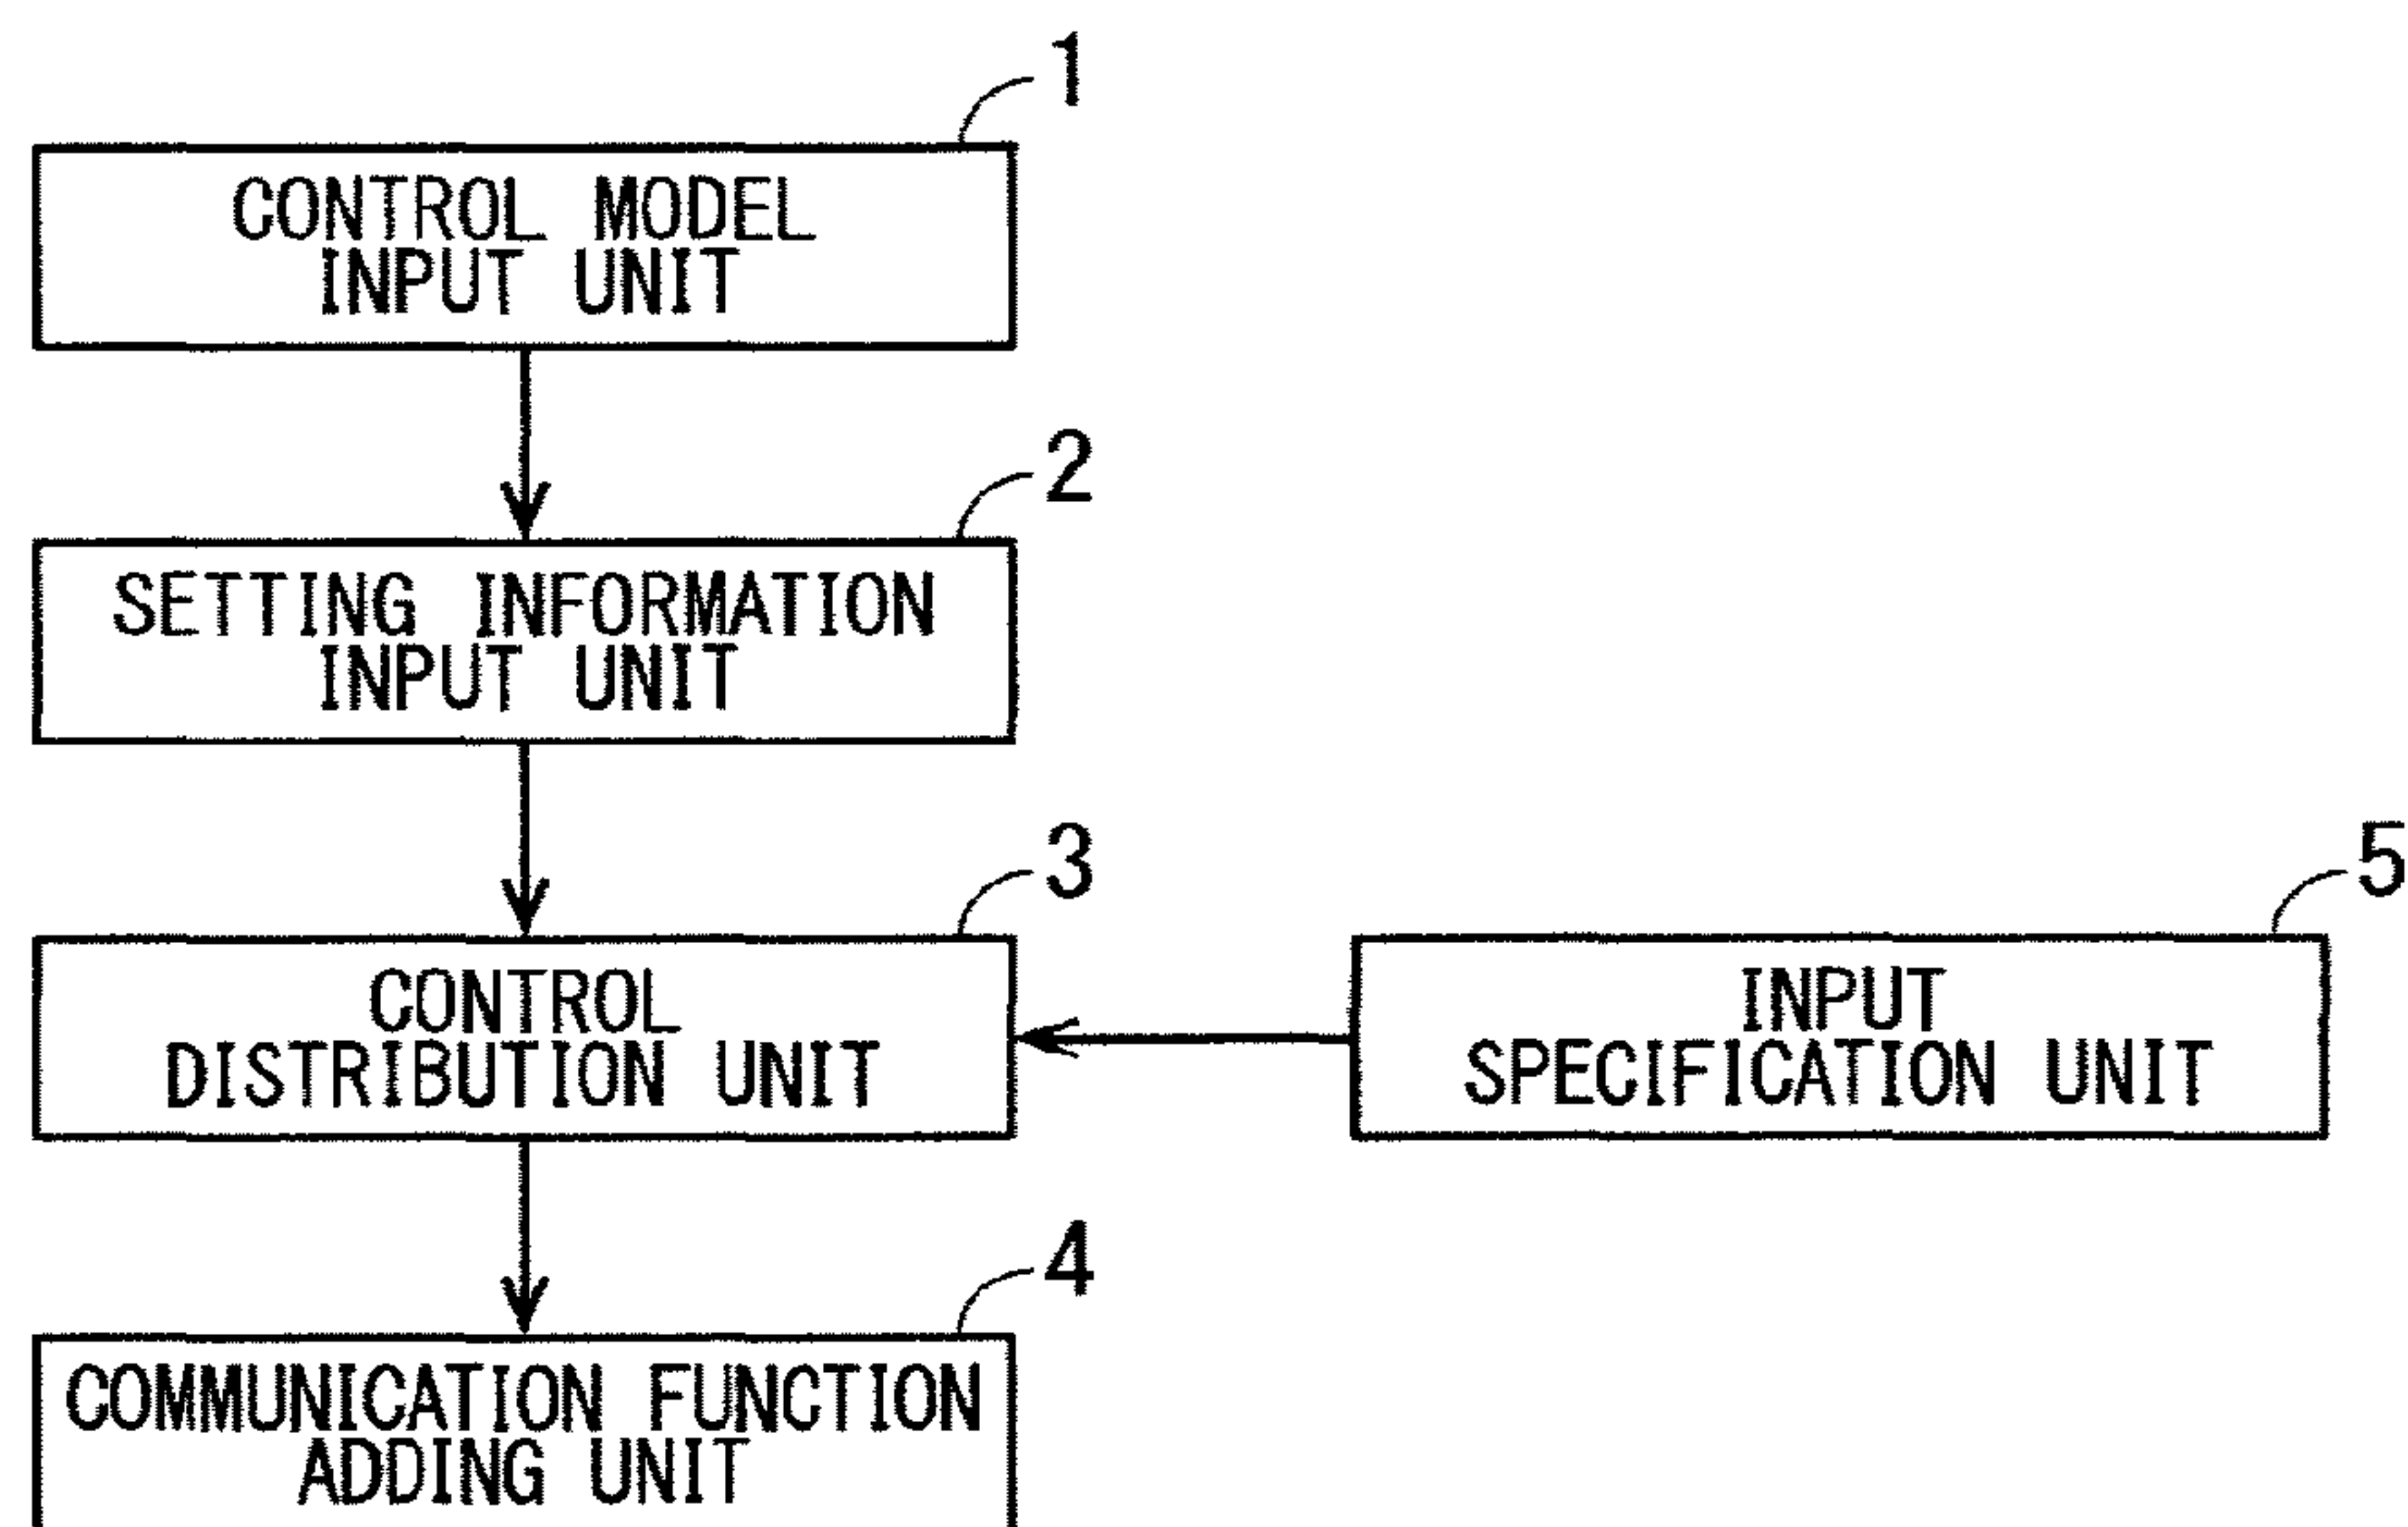 1
CONTROL MODEL
INPUT UNIT
2
SETTING INFORMATION
INPUT UNIT
3
CONTROL
DISTRIBUTION UNIT
5
INPUT
SPECIFICATION UNIT
4
COMMUNICATION FUNCTION
ADDING UNIT